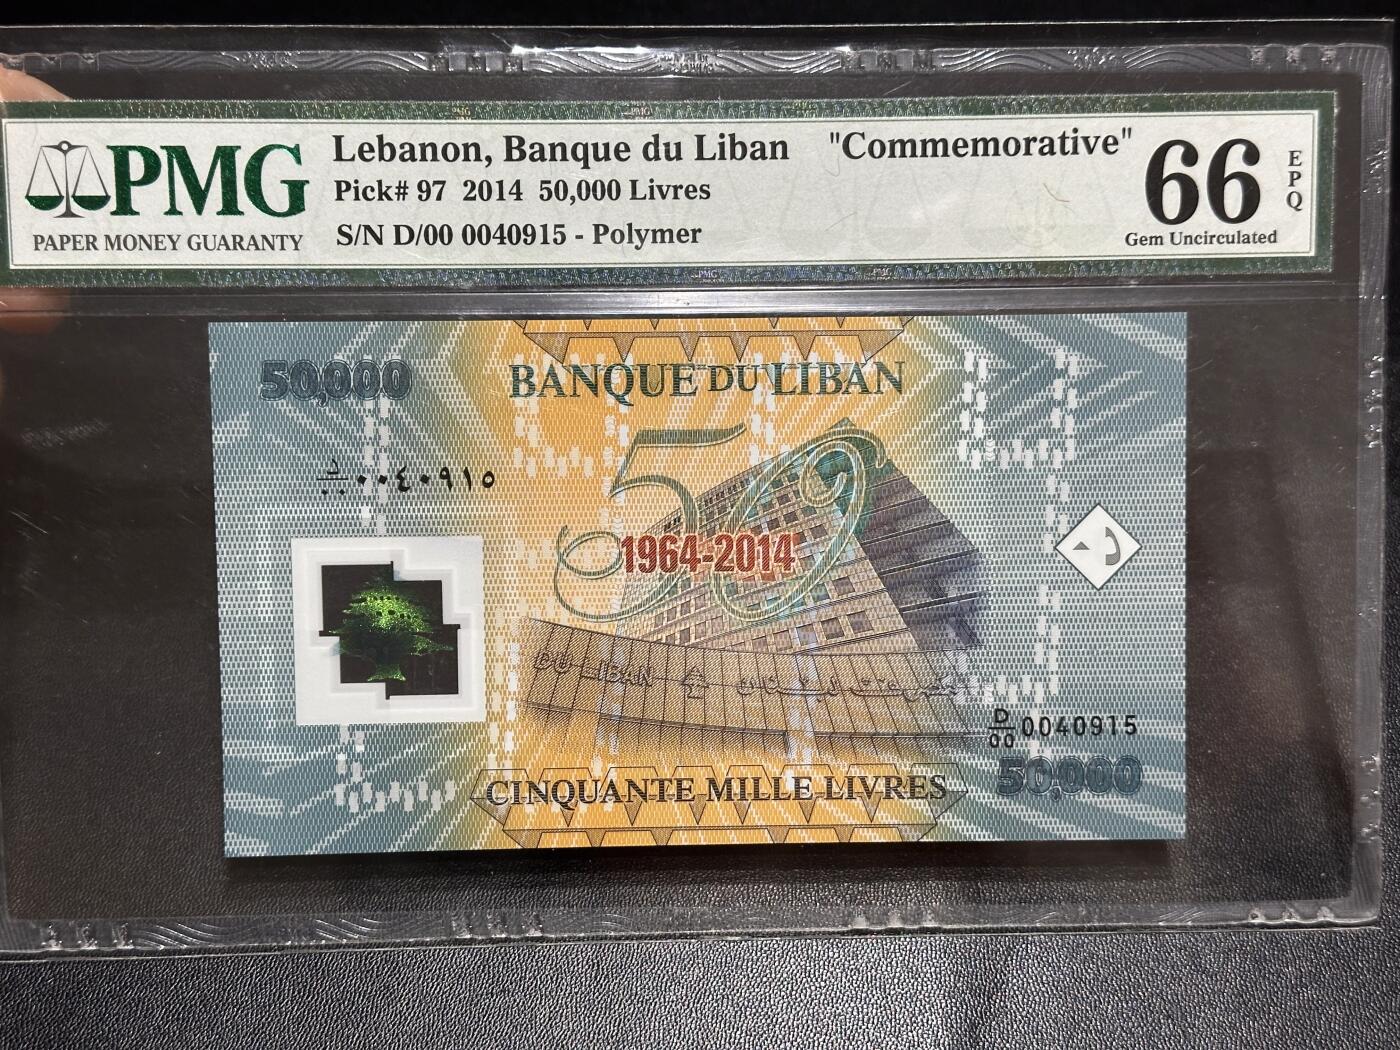 PMG
PAPER MONEY GUARANTY
Lebanon, Banque du Liban "Commemorative"
Pick# 97 2014 50,000 Livres
S/N D/00 0040915 - Polymer
66
EPQ
Gem Uncirculated
50,000
BANQUE DU LIBAN
٠٠٤٠٩١٥
50
1964-2014
DU LIBAN
D/00 0040915
50,000
CINQUANTE MILLE LIVRES